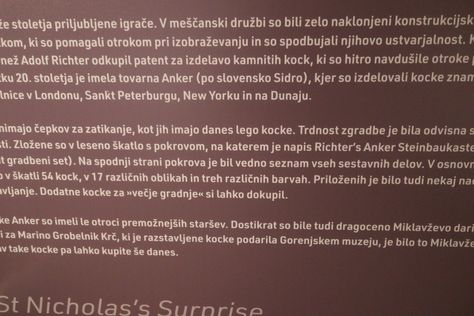 že stoletja priljubljene igrače. V meščanski družbi so bili zelo naklonjeni konstrukcijsk
kom, ki so pomagali otrokom pri izobraževanju in so spodbujali njihovo ustvarjalnost. K
než Adolf Richter odkupil patent za izdelavo kamnitih kock, ki so hitro navdušile otroke p
ku 20. stoletja je imela tovarna Anker (po slovensko Sidro), kjer so izdelovali kocke znam
lnice v Londonu, Sankt Peterburgu, New Yorku in na Dunaju.
nimajo čepkov za zatikanje, kot jih imajo danes lego kocke. Trdnost zgradbe je bila odvisna s
sti. Zložene so v leseno škatlo s pokrovom, na katerem je napis Richter's Anker Steinbaukaste
t gradbeni set). Na spodnji strani pokrova je bil vedno seznam vseh sestavnih delov. V osnovn
o v škatli 54 kock, v 17 različnih oblikah in treh različnih barvah. Priloženih je bilo tudi nekaj nač
avljanje. Dodatne kocke za »večje gradnje« si lahko dokupil.
ke Anker so imeli le otroci premožnejših staršev. Dostikrat so bile tudi dragoceno Miklavževo dari
i za Marino Grobelnik Krč, ki je razstavljene kocke podarila Gorenjskem muzeju, je bilo to Miklavže
av take kocke pa lahko kupite še danes.
St Nicholas's Surprise